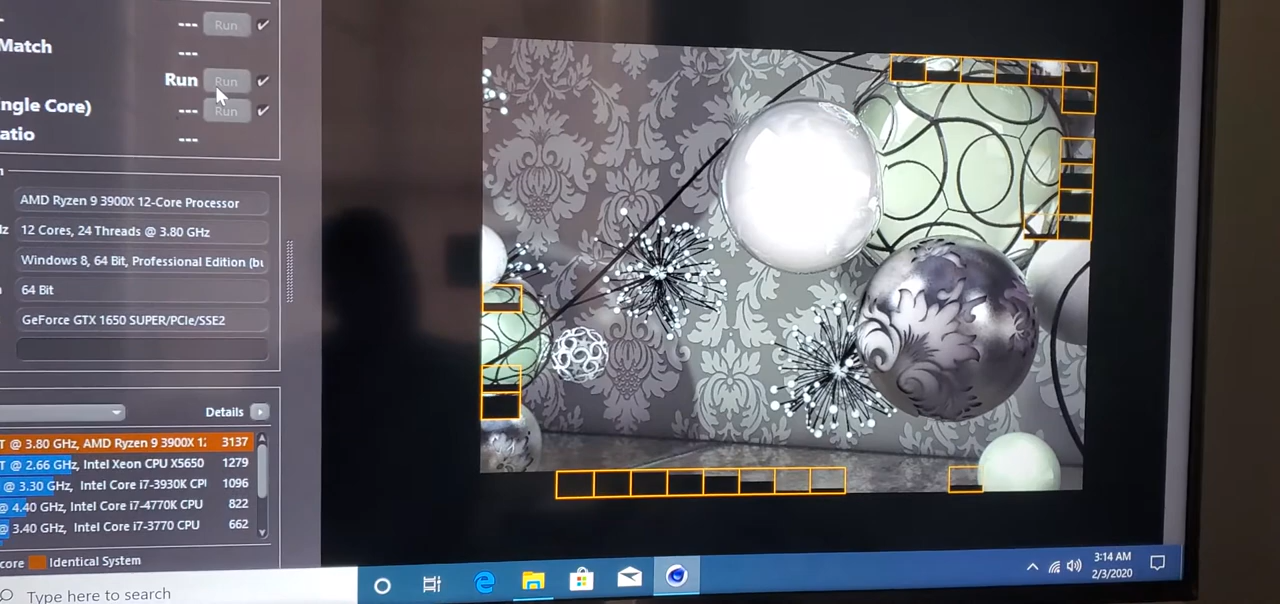 --- Run
Match
---
Run Run
ngle Core)
--- Run
atio
---
AMD Ryzen 9 3900X 12-Core Processor
12 Cores, 24 Threads @ 3.80 GHz
Windows 8, 64 Bit, Professional Edition (bu
64 Bit
GeForce GTX 1650 SUPER/PCIe/SSE2
Details
T @ 3.80 GHz, AMD Ryzen 9 3900X 12 3137
T @ 2.66 GHz, Intel Xeon CPU X5650 1279
@ 3.30 GHz, Intel Core i7-3930K CPU 1096
@ 4.40 GHz, Intel Core i7-4770K CPU 822
@ 3.40 GHz, Intel Core i7-3770 CPU 662
core Identical System
Type here to search
3:14 AM
2/3/2020